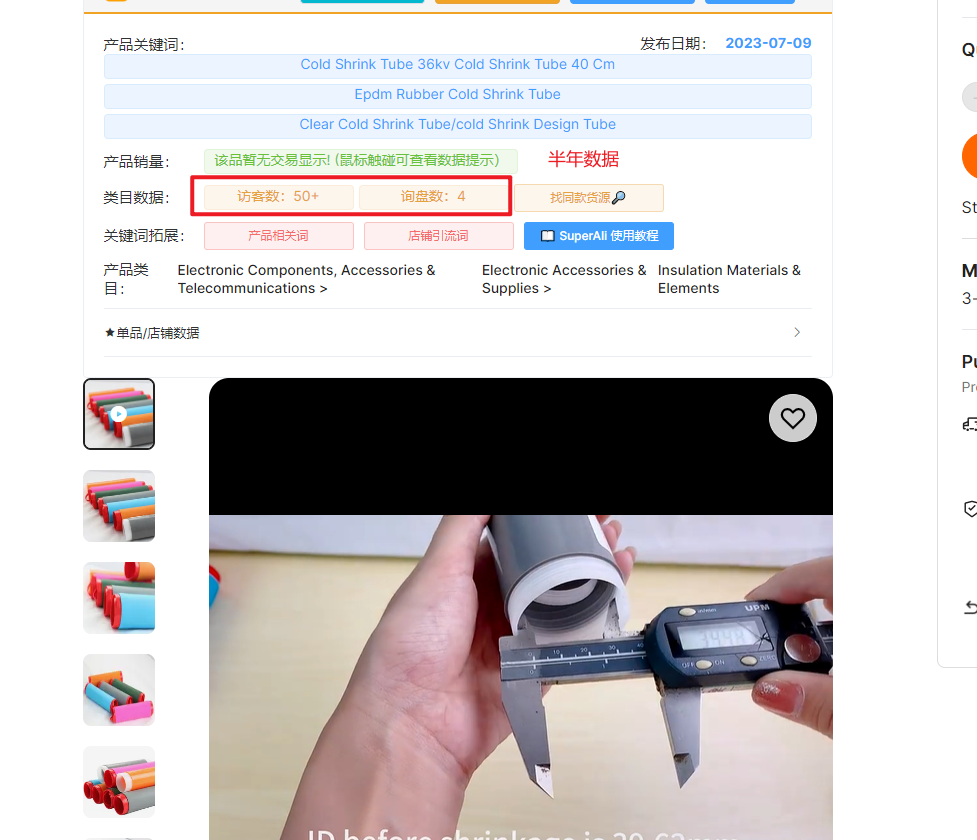 产品关键词：
发布日期： 2023-07-09
Cold Shrink Tube 36kv Cold Shrink Tube 40 Cm
Epdm Rubber Cold Shrink Tube
Clear Cold Shrink Tube/cold Shrink Design Tube
产品销量： 该品暂无交易显示! (鼠标触碰可查看数据提示) 半年数据
类目数据： 访客数：50+ 询盘数：4 找同款货源
关键词拓展： 产品相关词 店铺引流词 SuperAli 使用教程
产品类目： Electronic Components, Accessories & Telecommunications > Electronic Accessories & Supplies > Insulation Materials & Elements
★单品/店铺数据
UPM
ID before shrinkage is 39.63mm